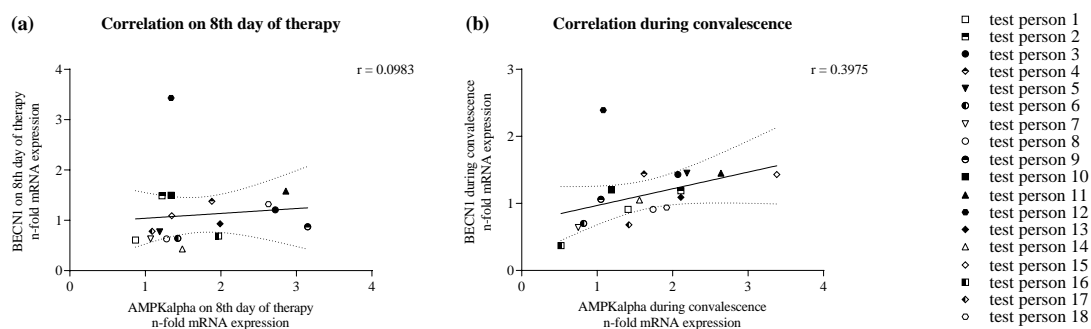 (a) Correlation on 8th day of therapy
r = 0.0983
BECN1 on 8th day of therapy
n-fold mRNA expression
4
3
2
1
0
0 1 2 3 4
AMPKalpha on 8th day of therapy
n-fold mRNA expression
(b) Correlation during convalescence
r = 0.3975
BECN1 during convalescence
n-fold mRNA expression
3
2
1
0
0 1 2 3 4
AMPKalpha during convalescence
n-fold mRNA expression
test person 1
test person 2
test person 3
test person 4
test person 5
test person 6
test person 7
test person 8
test person 9
test person 10
test person 11
test person 12
test person 13
test person 14
test person 15
test person 16
test person 17
test person 18